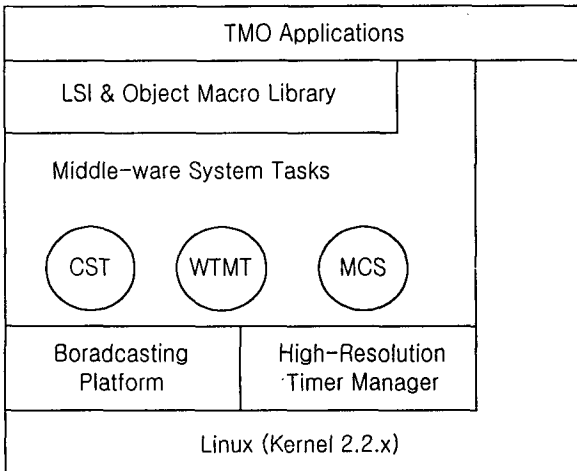 TMO Applications
LSI & Object Macro Library
Middle-ware System Tasks
CST
WTMT
MCS
Boradcasting
Platform
High-Resolution
Timer Manager
Linux (Kernel 2.2.x)